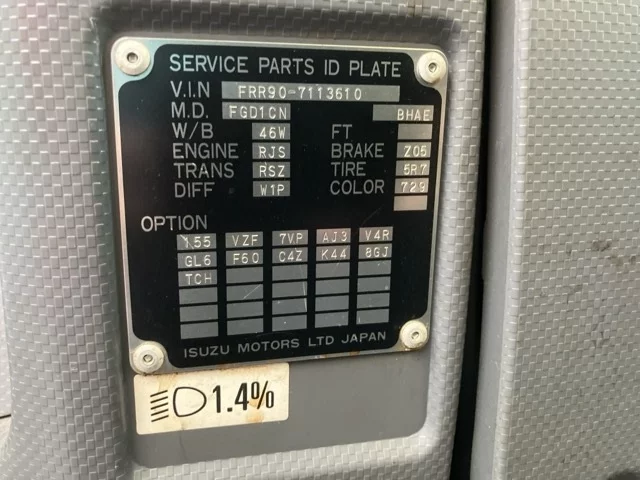 SERVICE PARTS ID PLATE
V.I.N FRR90-7113610
M.D. FGD1CN BHAE
W/B 46W FT
ENGINE RJS BRAKE Z05
TRANS RSZ TIRE 5R7
DIFF W1P COLOR 729
OPTION
155 VZF 7VP AJ3 V4R
GL6 F60 C4Z K44 8GJ
TCH
ISUZU MOTORS LTD JAPAN
1.4%